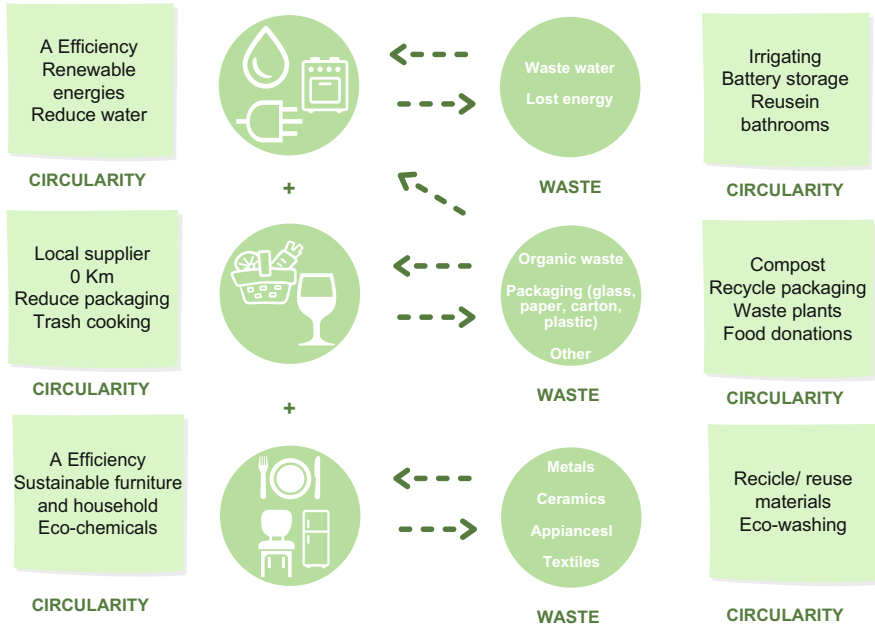 A Efficiency
Renewable
energies
Reduce water
CIRCULARITY
+
Waste water
Lost energy
WASTE
Irrigating
Battery storage
Reusein
bathrooms
CIRCULARITY
Local supplier
0 Km
Reduce packaging
Trash cooking
CIRCULARITY
+
Organic waste
Packaging (glass,
paper, carton,
plastic)
Other
WASTE
Compost
Recycle packaging
Waste plants
Food donations
CIRCULARITY
A Efficiency
Sustainable furniture
and household
Eco-chemicals
CIRCULARITY
Metals
Ceramics
Appiancesl
Textiles
WASTE
Recicle/ reuse
materials
Eco-washing
CIRCULARITY